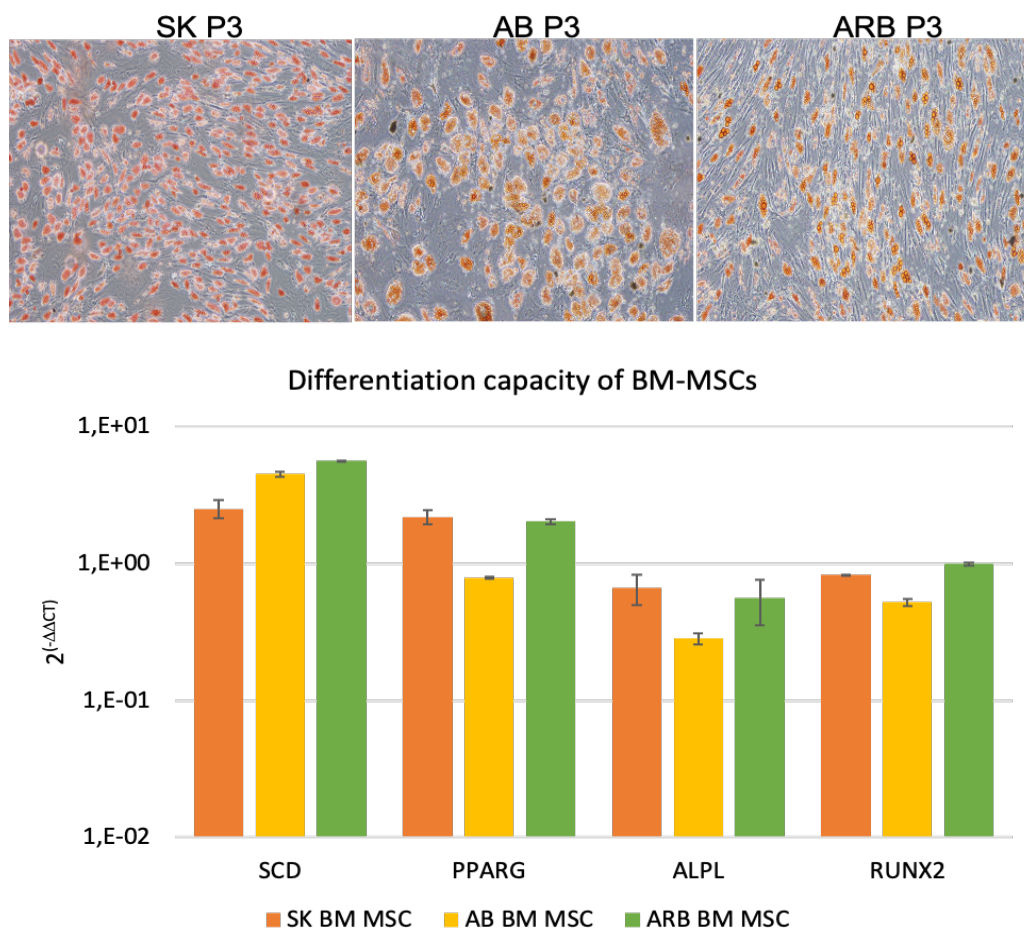 SK P3 AB P3 ARB P3
Differentiation capacity of BM-MSCs
1,E+01
1,E+00
1,E-01
1,E-02
2(-ΔΔCT)
SCD PPARG ALPL RUNX2
SK BM MSC AB BM MSC ARB BM MSC